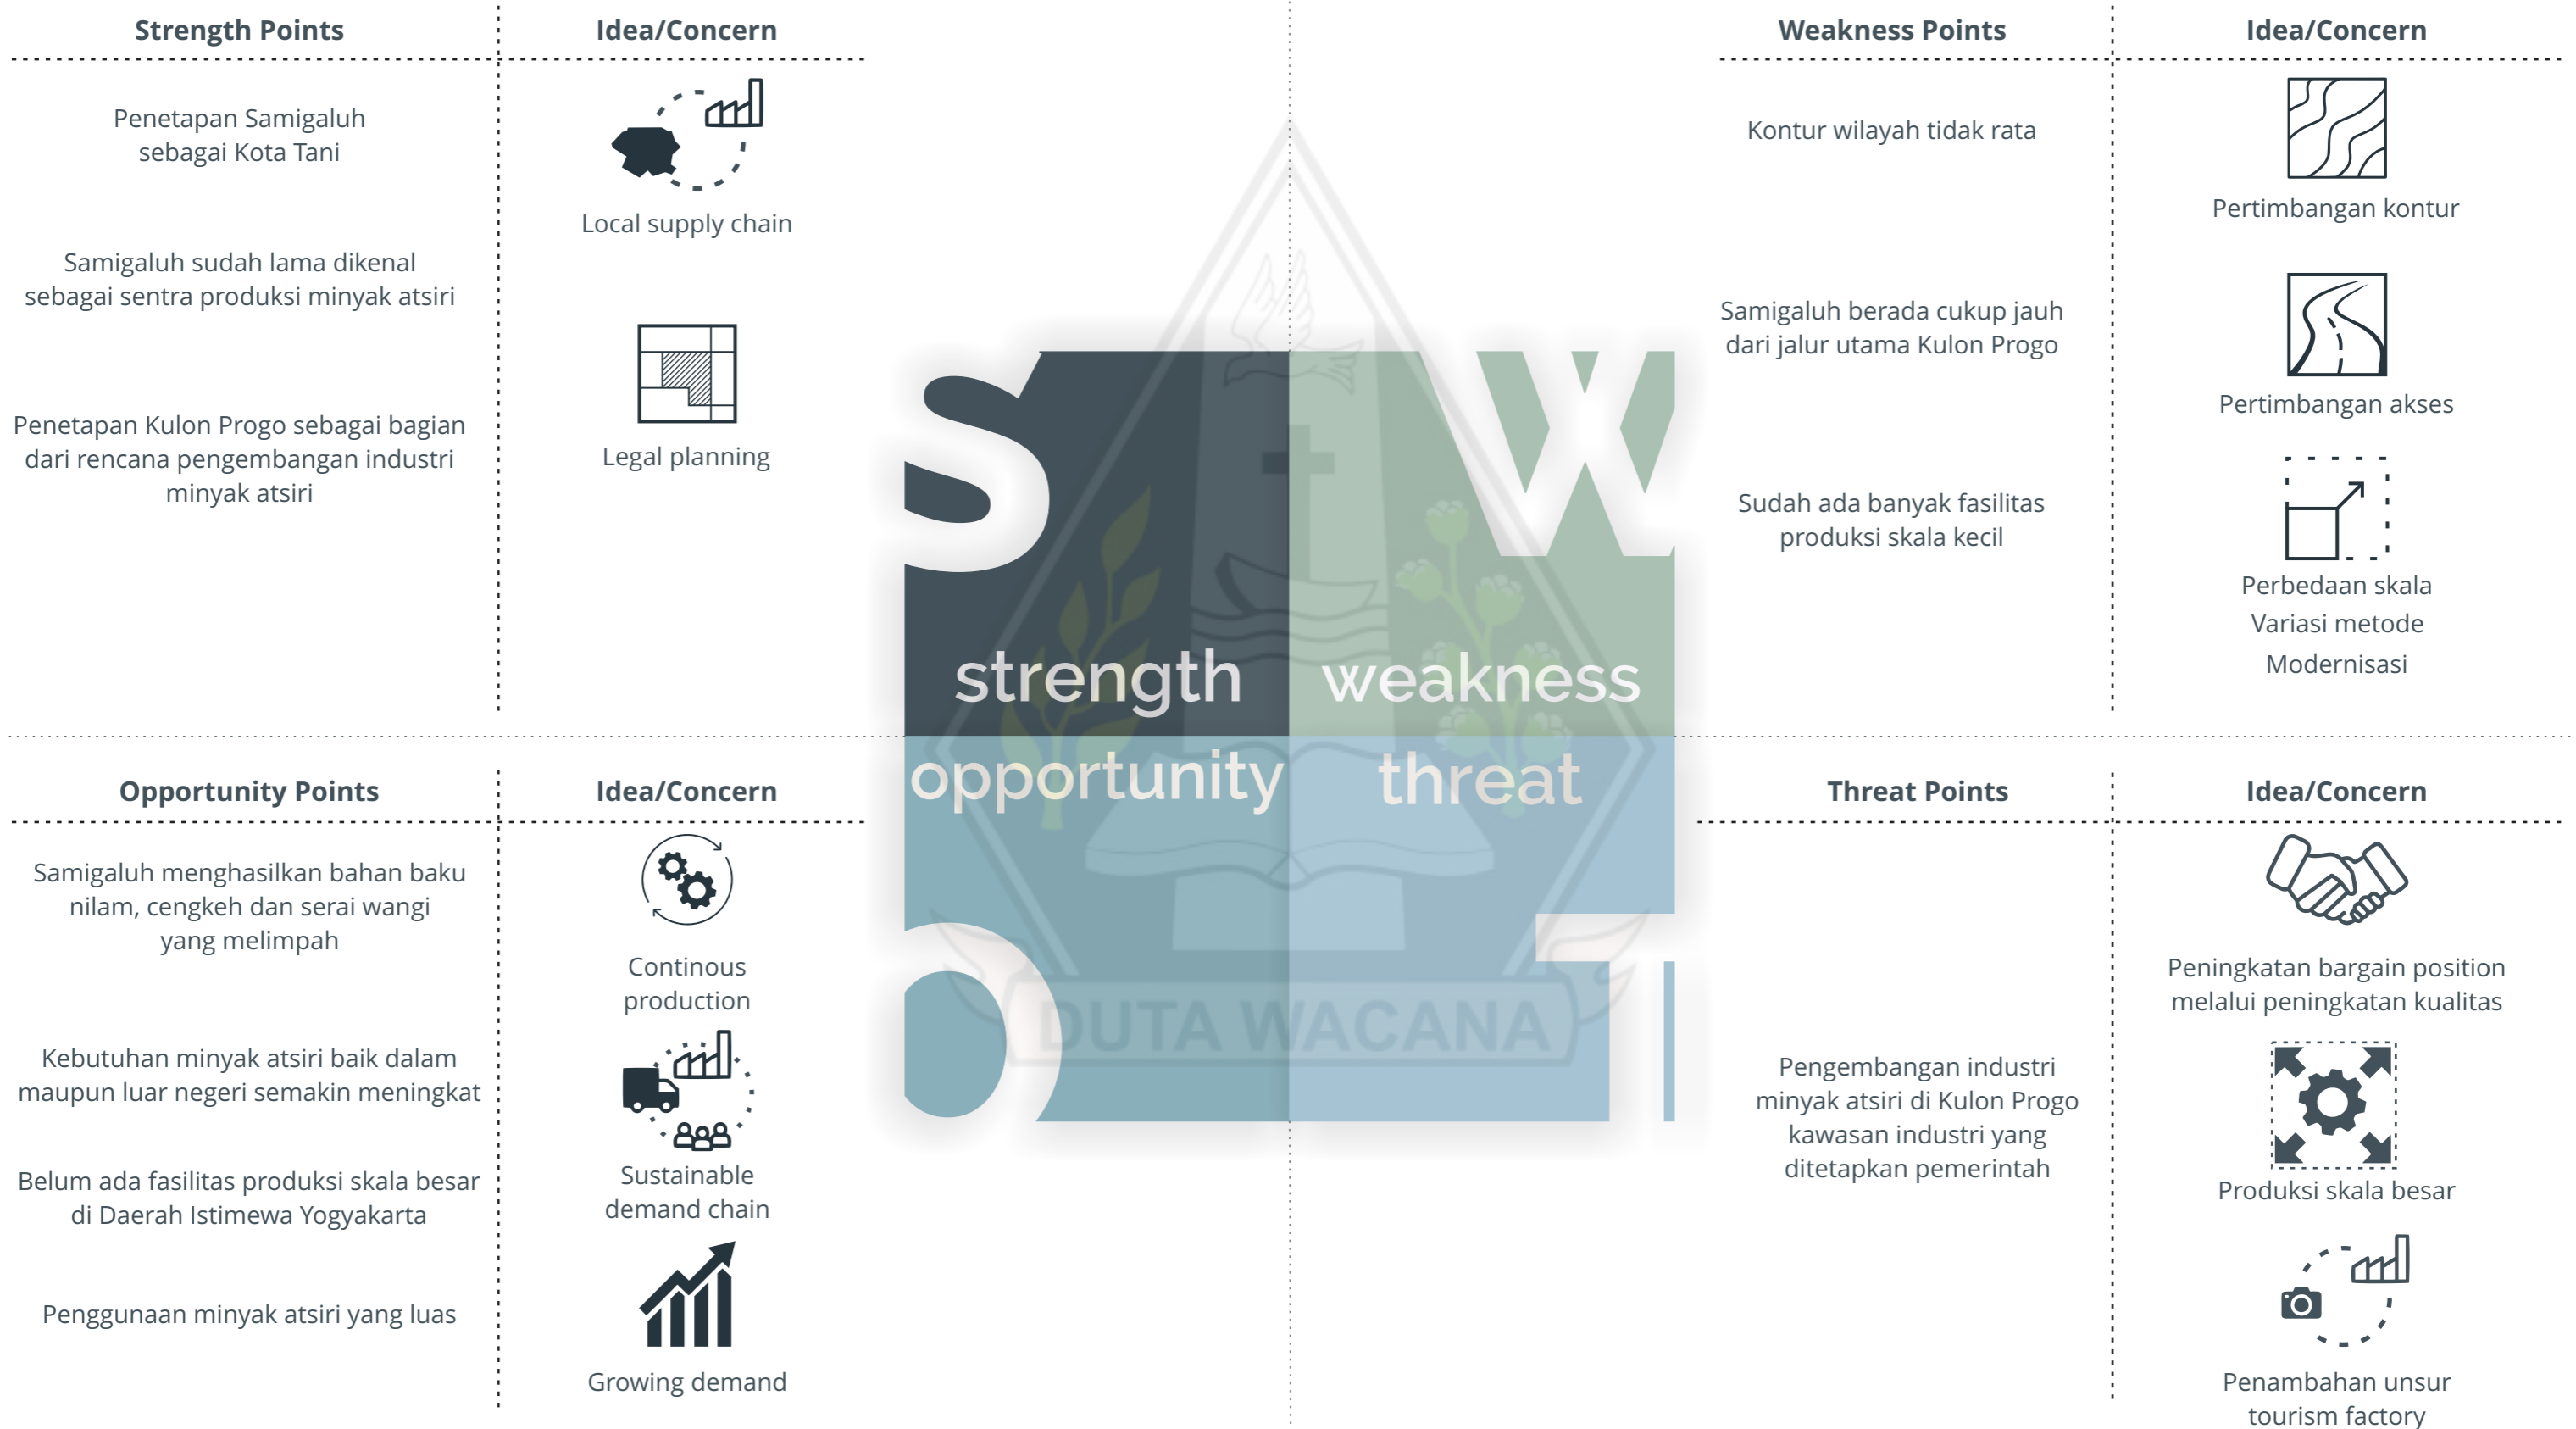 Strength Points
Idea/Concern
Penetapan Samigaluh
sebagai Kota Tani
Local supply chain
Samigaluh sudah lama dikenal
sebagai sentra produksi minyak atsiri
Penetapan Kulon Progo sebagai bagian
dari rencana pengembangan industri
minyak atsiri
Legal planning
Weakness Points
Idea/Concern
Kontur wilayah tidak rata
Pertimbangan kontur
Samigaluh berada cukup jauh
dari jalur utama Kulon Progo
Pertimbangan akses
Sudah ada banyak fasilitas
produksi skala kecil
Perbedaan skala
Variasi metode
Modernisasi
S
W
strength
weakness
opportunity
threat
O
T
DUTA WACANA
Opportunity Points
Idea/Concern
Samigaluh menghasilkan bahan baku
nilam, cengkeh dan serai wangi
yang melimpah
Continous
production
Kebutuhan minyak atsiri baik dalam
maupun luar negeri semakin meningkat
Sustainable
demand chain
Belum ada fasilitas produksi skala besar
di Daerah Istimewa Yogyakarta
Penggunaan minyak atsiri yang luas
Growing demand
Threat Points
Idea/Concern
Pengembangan industri
minyak atsiri di Kulon Progo
kawasan industri yang
ditetapkan pemerintah
Peningkatan bargain position
melalui peningkatan kualitas
Produksi skala besar
Penambahan unsur
tourism factory